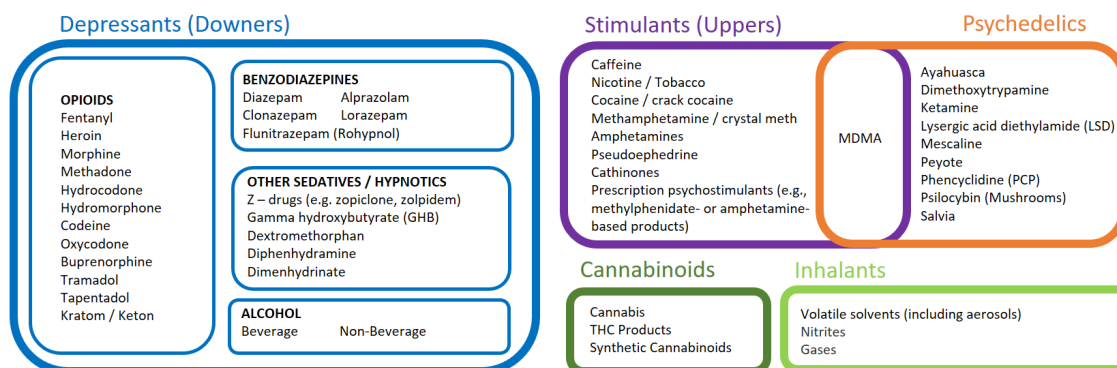 Depressants (Downers)
OPIOIDS
Fentanyl
Heroin
Morphine
Methadone
Hydrocodone
Hydromorphone
Codeine
Oxycodone
Buprenorphine
Tramadol
Tapentadol
Kratom / Keton
BENZODIAZEPINES
Diazepam Alprazolam
Clonazepam Lorazepam
Flunitrazepam (Rohypnol)
OTHER SEDATIVES / HYPNOTICS
Z – drugs (e.g. zopiclone, zolpidem)
Gamma hydroxybutyrate (GHB)
Dextromethorphan
Diphenhydramine
Dimenhydrinate
ALCOHOL
Beverage Non-Beverage
Stimulants (Uppers)
Caffeine
Nicotine / Tobacco
Cocaine / crack cocaine
Methamphetamine / crystal meth
Amphetamines
Pseudoephedrine
Cathinones
Prescription psychostimulants (e.g.,
methylphenidate- or amphetamine-
based products)
MDMA
Psychedelics
Ayahuasca
Dimethoxytrypamine
Ketamine
Lysergic acid diethylamide (LSD)
Mescaline
Peyote
Phencyclidine (PCP)
Psilocybin (Mushrooms)
Salvia
Cannabinoids
Cannabis
THC Products
Synthetic Cannabinoids
Inhalants
Volatile solvents (including aerosols)
Nitrites
Gases